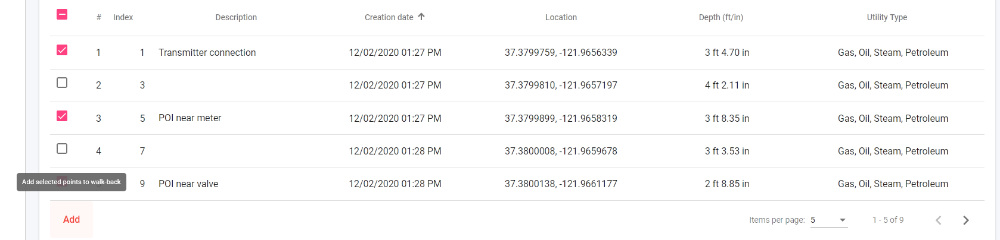 # Index Description Creation date Location Depth (ft/in) Utility Type
1 1 Transmitter connection 12/02/2020 01:27 PM 37.3799759, -121.9656339 3 ft 4.70 in Gas, Oil, Steam, Petroleum
2 3 12/02/2020 01:27 PM 37.3799810, -121.9657197 4 ft 2.11 in Gas, Oil, Steam, Petroleum
3 5 POI near meter 12/02/2020 01:27 PM 37.3799899, -121.9658319 3 ft 8.35 in Gas, Oil, Steam, Petroleum
4 7 12/02/2020 01:28 PM 37.3800008, -121.9659678 3 ft 3.53 in Gas, Oil, Steam, Petroleum
Add selected points to walk-back
9 POI near valve 12/02/2020 01:28 PM 37.3800138, -121.9661177 2 ft 8.85 in Gas, Oil, Steam, Petroleum
Add
Items per page: 5 1 - 5 of 9